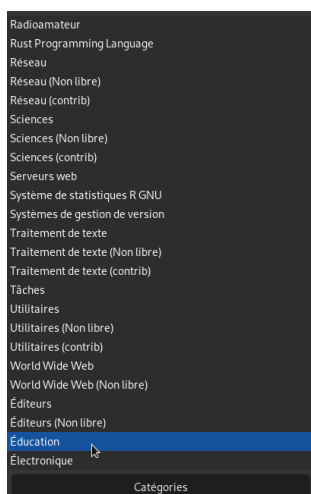 Radioamateur
Rust Programming Language
Réseau
Réseau (Non libre)
Réseau (contrib)
Sciences
Sciences (Non libre)
Sciences (contrib)
Serveurs web
Système de statistiques R GNU
Systèmes de gestion de version
Traitement de texte
Traitement de texte (Non libre)
Traitement de texte (contrib)
Tâches
Utilitaires
Utilitaires (Non libre)
Utilitaires (contrib)
World Wide Web
World Wide Web (Non libre)
Éditeurs
Éditeurs (Non libre)
Éducation
Électronique
Catégories